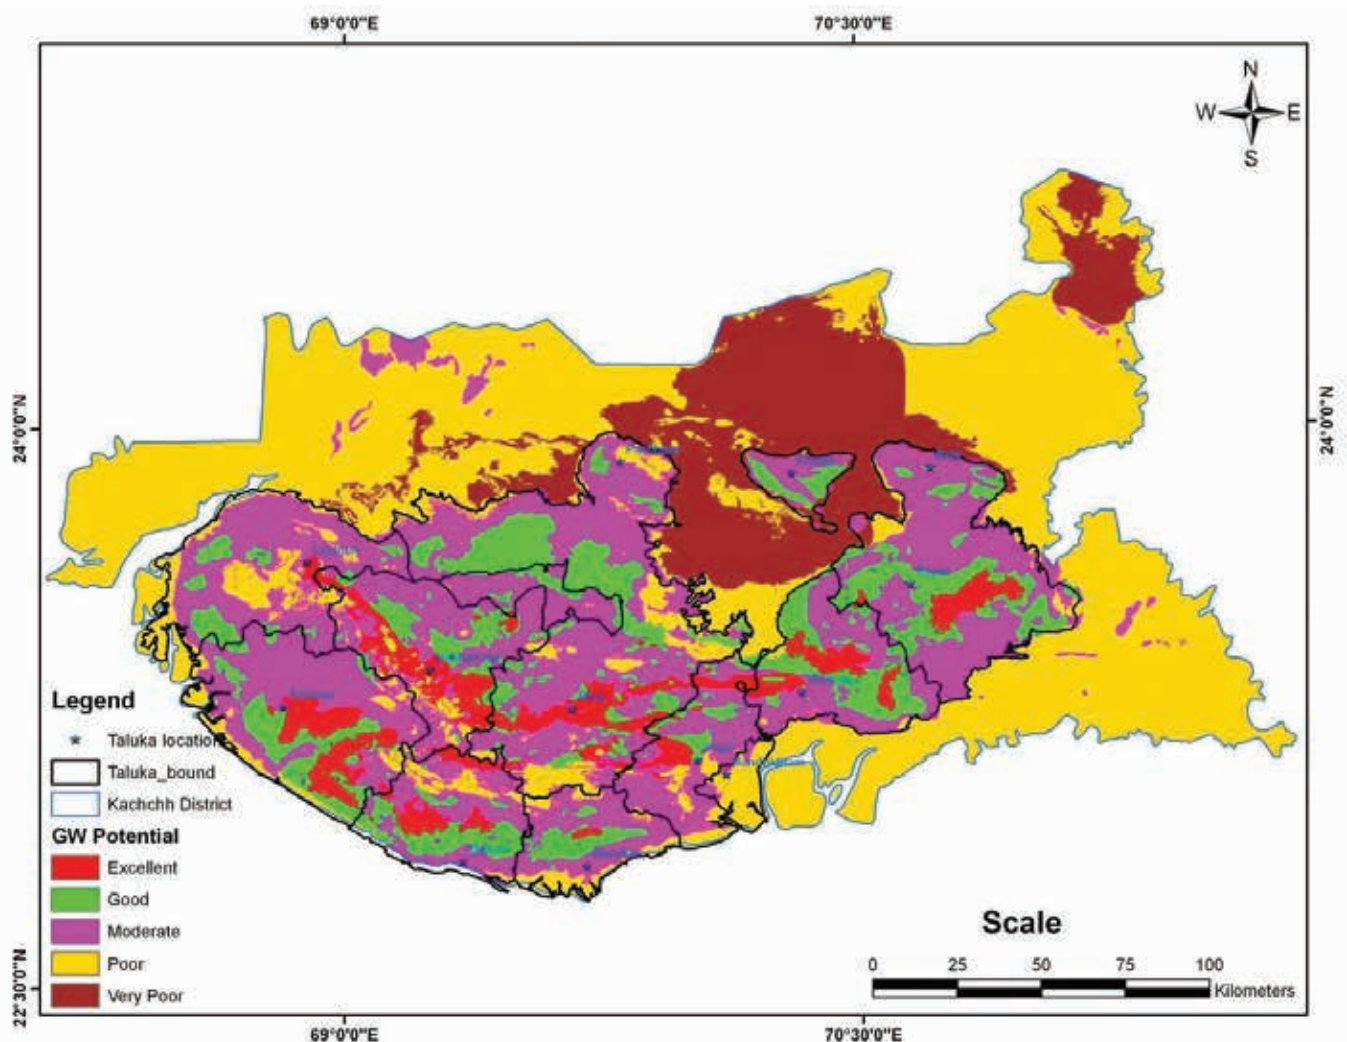 69°0'0"E
70°30'0"E
N
W E
S
24°0'0"N
24°0'0"N
Legend
Taluka location
Taluka_bound
Kachchh District
GW Potential
Excellent
Good
Moderate
Poor
Very Poor
Scale
0 25 50 75 100
Kilometers
22°30'0"N
69°0'0"E
70°30'0"E